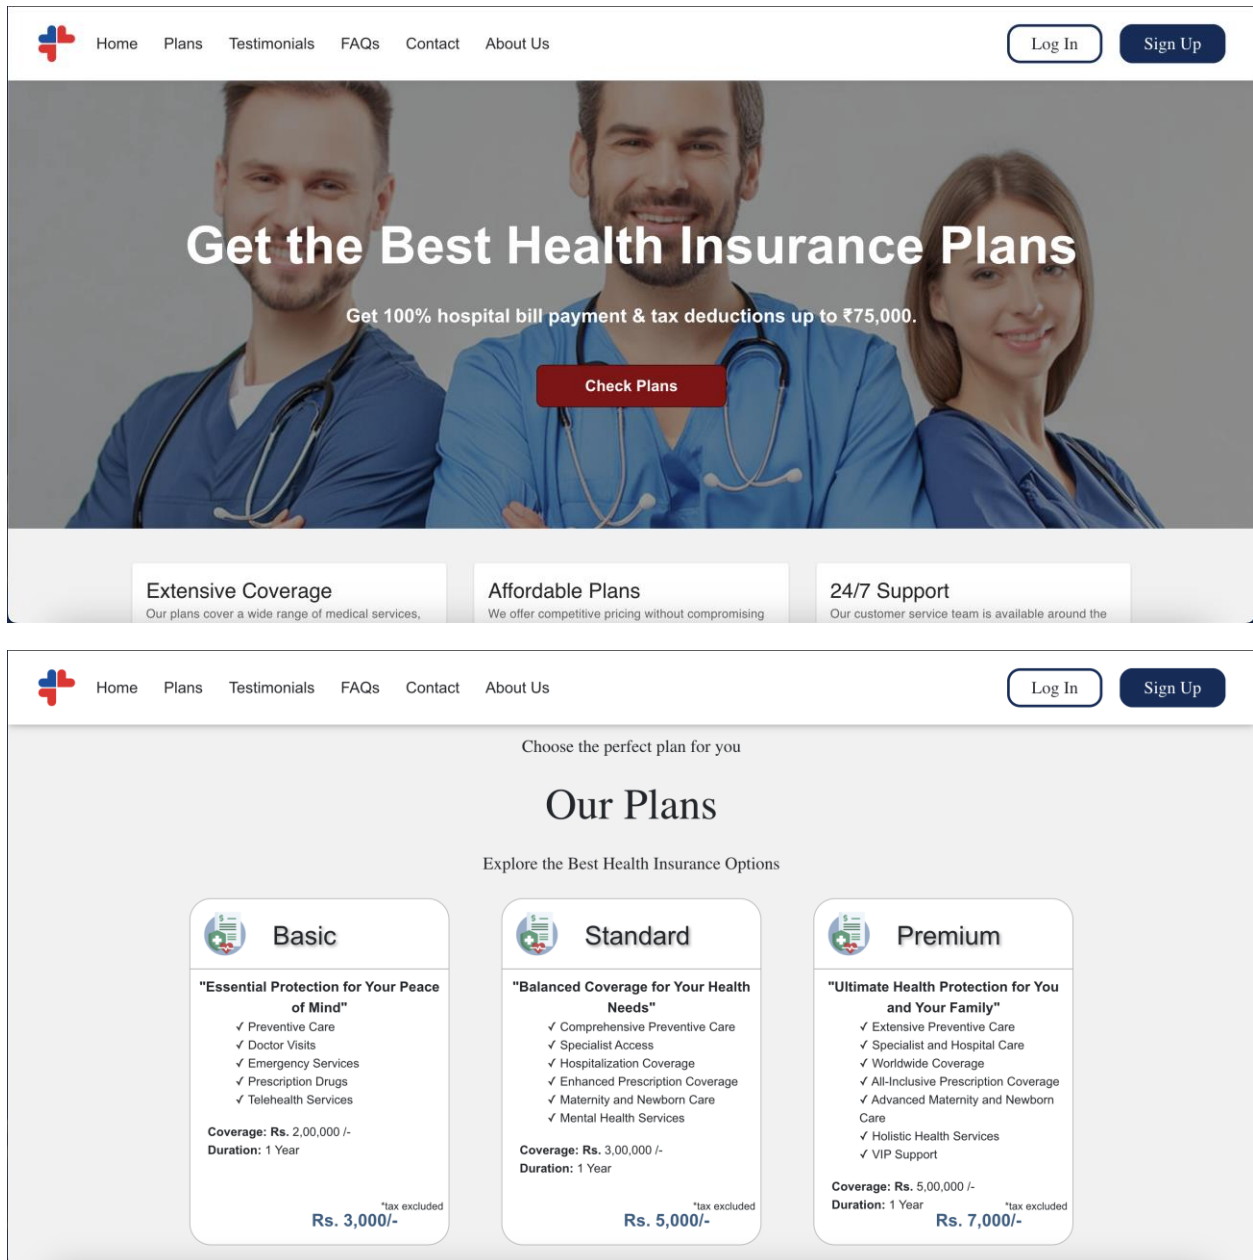 Home Plans Testimonials FAQs Contact About Us Log In Sign Up
Get the Best Health Insurance Plans
Get 100% hospital bill payment & tax deductions up to ₹75,000.
Check Plans
Extensive Coverage
Our plans cover a wide range of medical services,
Affordable Plans
We offer competitive pricing without compromising
24/7 Support
Our customer service team is available around the
Home Plans Testimonials FAQs Contact About Us Log In Sign Up
Choose the perfect plan for you
Our Plans
Explore the Best Health Insurance Options
Basic
"Essential Protection for Your Peace
of Mind"
✓ Preventive Care
✓ Doctor Visits
✓ Emergency Services
✓ Prescription Drugs
✓ Telehealth Services
Coverage: Rs. 2,00,000 /-
Duration: 1 Year
*tax excluded
Rs. 3,000/-
Standard
"Balanced Coverage for Your Health
Needs"
✓ Comprehensive Preventive Care
✓ Specialist Access
✓ Hospitalization Coverage
✓ Enhanced Prescription Coverage
✓ Maternity and Newborn Care
✓ Mental Health Services
Coverage: Rs. 3,00,000 /-
Duration: 1 Year
*tax excluded
Rs. 5,000/-
Premium
"Ultimate Health Protection for You
and Your Family"
✓ Extensive Preventive Care
✓ Specialist and Hospital Care
✓ Worldwide Coverage
✓ All-Inclusive Prescription Coverage
✓ Advanced Maternity and Newborn
Care
✓ Holistic Health Services
✓ VIP Support
Coverage: Rs. 5,00,000 /-
Duration: 1 Year
*tax excluded
Rs. 7,000/-